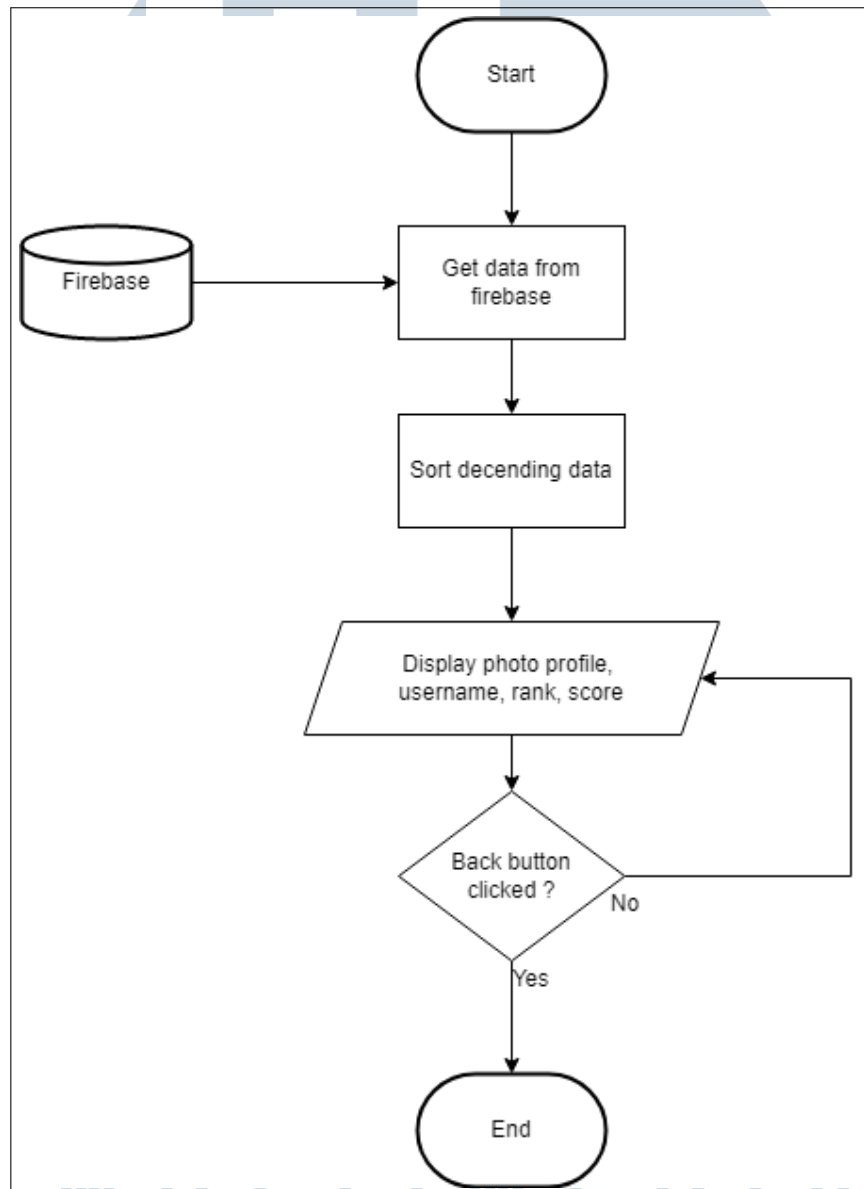 Start
Firebase
Get data from
firebase
Sort decending data
Display photo profile,
username, rank, score
Back button
clicked ?
No
Yes
End